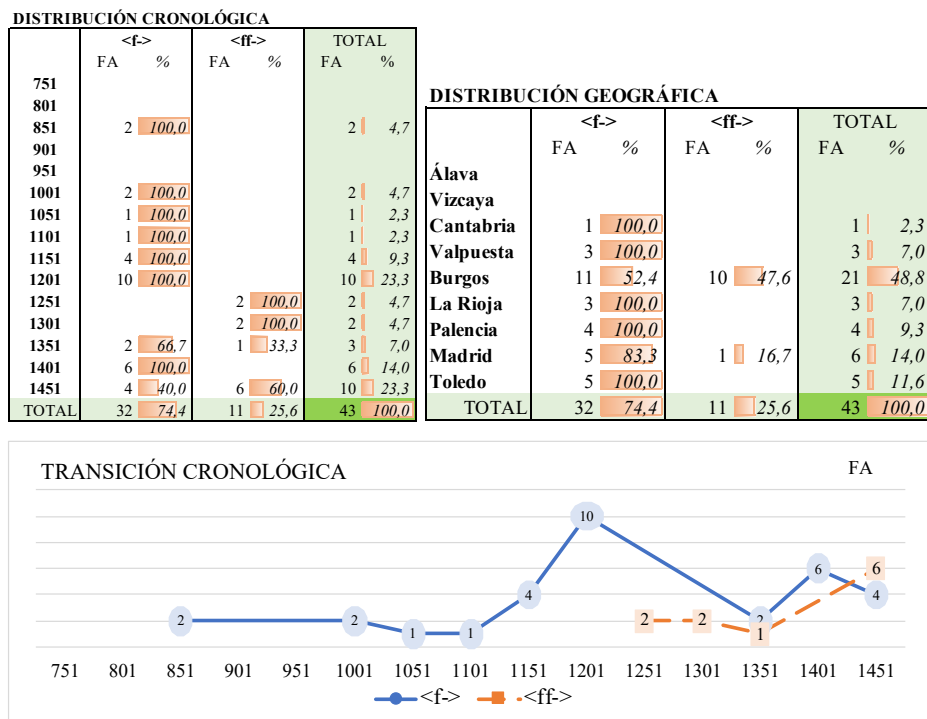 DISTRIBUCIÓN CRONOLÓGICA
<f-> <ff-> TOTAL
FA % FA % FA %
751
801
851 2 100,0 2 4,7
901
951
1001 2 100,0 2 4,7
1051 1 100,0 1 2,3
1101 1 100,0 1 2,3
1151 4 100,0 4 9,3
1201 10 100,0 10 23,3
1251 2 100,0 2 4,7
1301 2 100,0 2 4,7
1351 2 66,7 1 33,3 3 7,0
1401 6 100,0 6 14,0
1451 4 40,0 6 60,0 10 23,3
TOTAL 32 74,4 11 25,6 43 100,0
DISTRIBUCIÓN GEOGRÁFICA
<f-> <ff-> TOTAL
FA % FA % FA %
Álava
Vizcaya
Cantabria 1 100,0 1 2,3
Valpuesta 3 100,0 3 7,0
Burgos 11 52,4 10 47,6 21 48,8
La Rioja 3 100,0 3 7,0
Palencia 4 100,0 4 9,3
Madrid 5 83,3 1 16,7 6 14,0
Toledo 5 100,0 5 11,6
TOTAL 32 74,4 11 25,6 43 100,0
TRANSICIÓN CRONOLÓGICA FA
2 2 1 1 4 10 2 6 4
2 2 1 6
751 801 851 901 951 1001 1051 1101 1151 1201 1251 1301 1351 1401 1451
<f-> <ff->